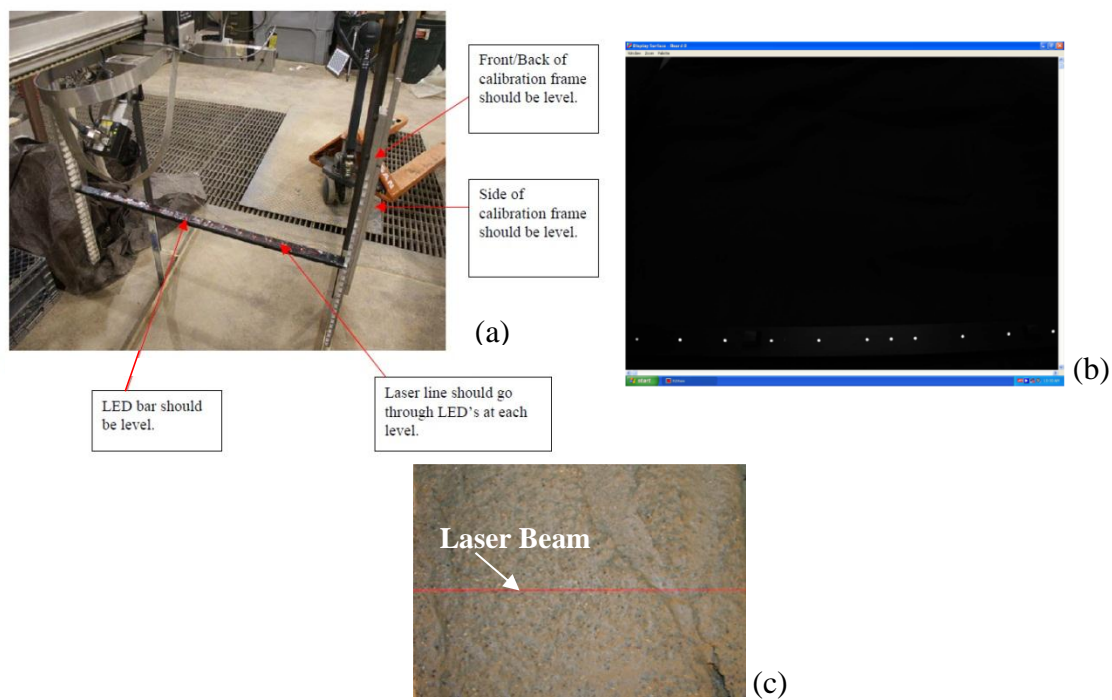 Front/Back of
calibration frame
should be level.
Side of
calibration frame
should be level.
(a)
LED bar should
be level.
Laser line should go
through LED's at each
level.
start
(b)
Laser Beam
(c)